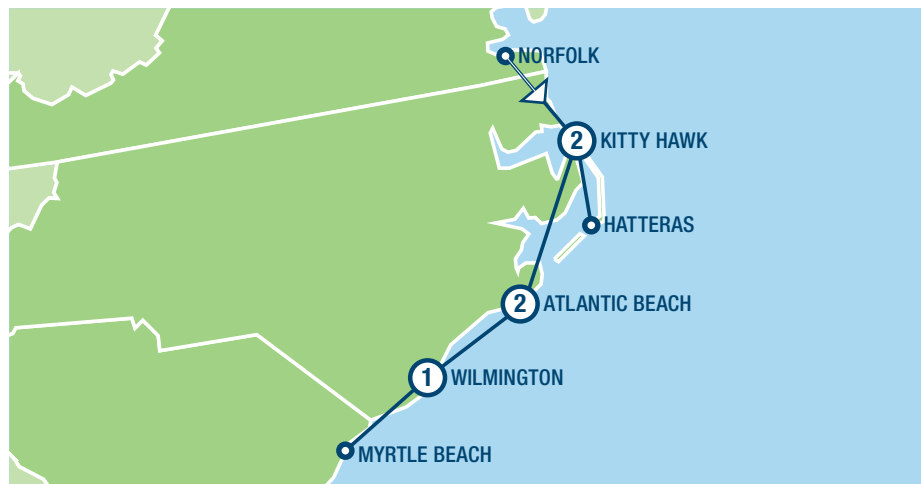 NORFOLK
2 KITTY HAWK
HATTERAS
2 ATLANTIC BEACH
1 WILMINGTON
MYRTLE BEACH